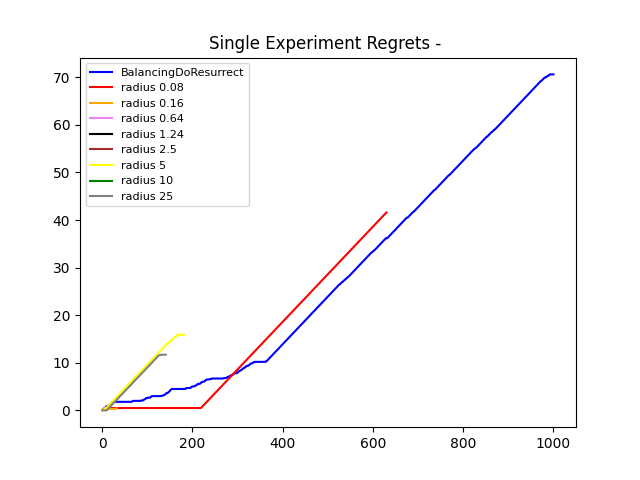 Single Experiment Regrets -
BalancingDoResurrect
radius 0.08
radius 0.16
radius 0.64
radius 1.24
radius 2.5
radius 5
radius 10
radius 25
70
60
50
40
30
20
10
0
0 200 400 600 800 1000